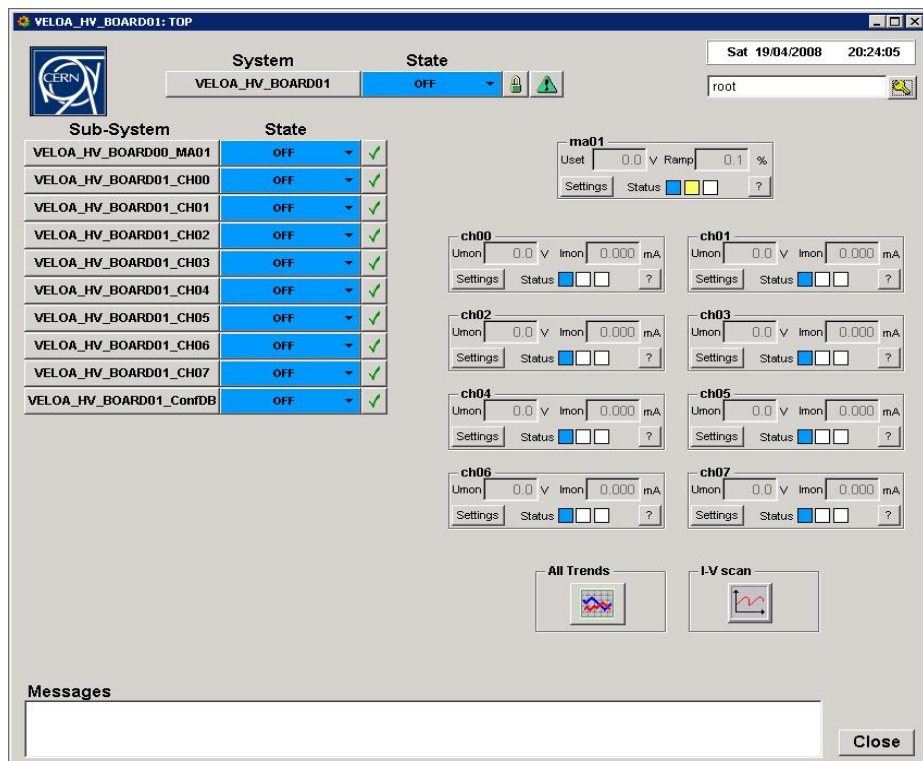 VELOA_HV_BOARD01: TOP
CERN
System State
VELOA_HV_BOARD01 OFF
Sat 19/04/2008 20:24:05
root
Sub-System State
VELOA_HV_BOARD00_MA01 OFF
VELOA_HV_BOARD01_CH00 OFF
VELOA_HV_BOARD01_CH01 OFF
VELOA_HV_BOARD01_CH02 OFF
VELOA_HV_BOARD01_CH03 OFF
VELOA_HV_BOARD01_CH04 OFF
VELOA_HV_BOARD01_CH05 OFF
VELOA_HV_BOARD01_CH06 OFF
VELOA_HV_BOARD01_CH07 OFF
VELOA_HV_BOARD01_ConfDB OFF
ma01
Uset 0.0 V Ramp 0.1 %
Settings Status ?
ch00
Umon 0.0 V Imon 0.000 mA
Settings Status ?
ch01
Umon 0.0 V Imon 0.000 mA
Settings Status ?
ch02
Umon 0.0 V Imon 0.000 mA
Settings Status ?
ch03
Umon 0.0 V Imon 0.000 mA
Settings Status ?
ch04
Umon 0.0 V Imon 0.000 mA
Settings Status ?
ch05
Umon 0.0 V Imon 0.000 mA
Settings Status ?
ch06
Umon 0.0 V Imon 0.000 mA
Settings Status ?
ch07
Umon 0.0 V Imon 0.000 mA
Settings Status ?
All Trends
I-V scan
Messages
Close